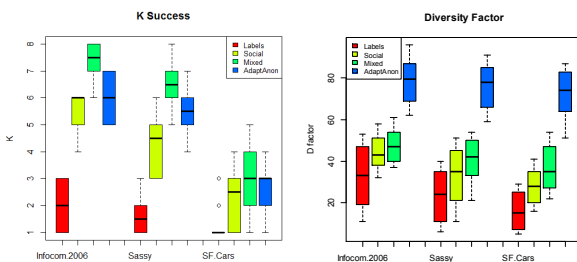 K Success
K
1
2
3
4
5
6
7
8
Labels
Social
Mixed
AdaptAnon
Infocom.2006 Sassy SF.Cars
Diversity Factor
D factor
20
40
60
80
Labels
Social
Mixed
AdaptAnon
Infocom.2006 Sassy SF.Cars